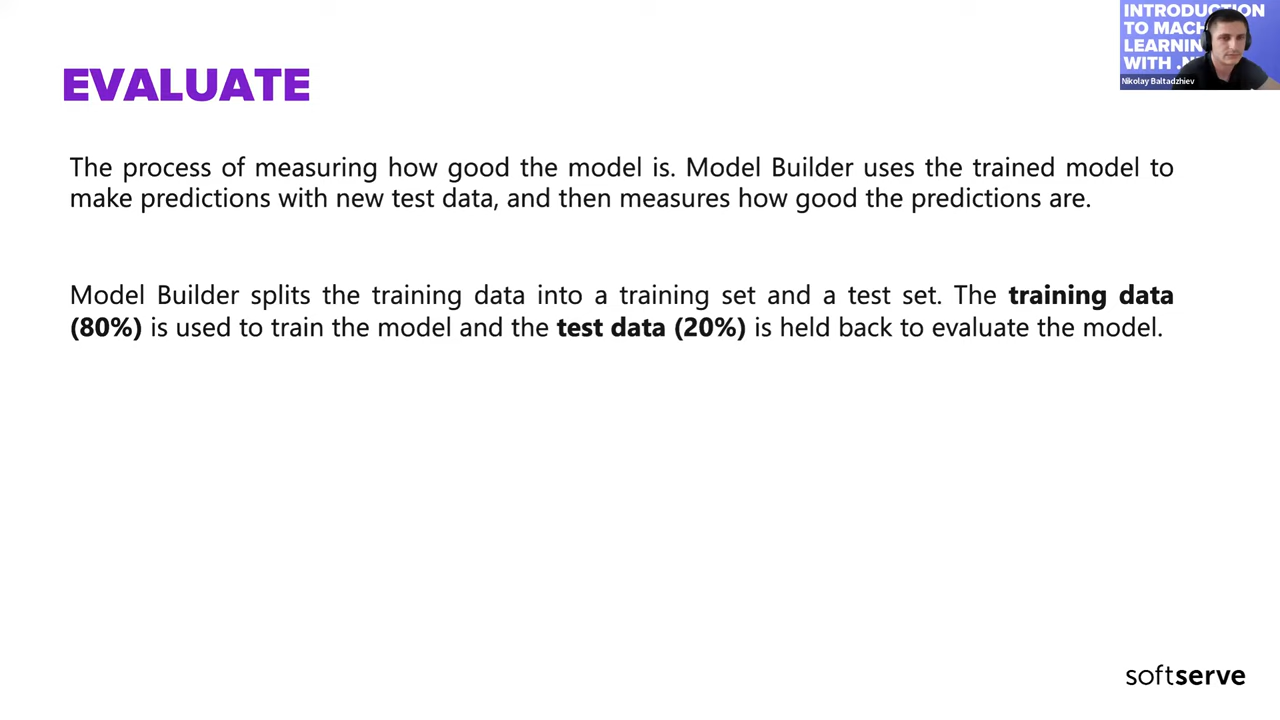 INTRODUCTION
TO MACH
LEARNIN
WITH .N
Nikolay Baltadzhiev
EVALUATE
The process of measuring how good the model is. Model Builder uses the trained model to
make predictions with new test data, and then measures how good the predictions are.
Model Builder splits the training data into a training set and a test set. The training data
(80%) is used to train the model and the test data (20%) is held back to evaluate the model.
softserve